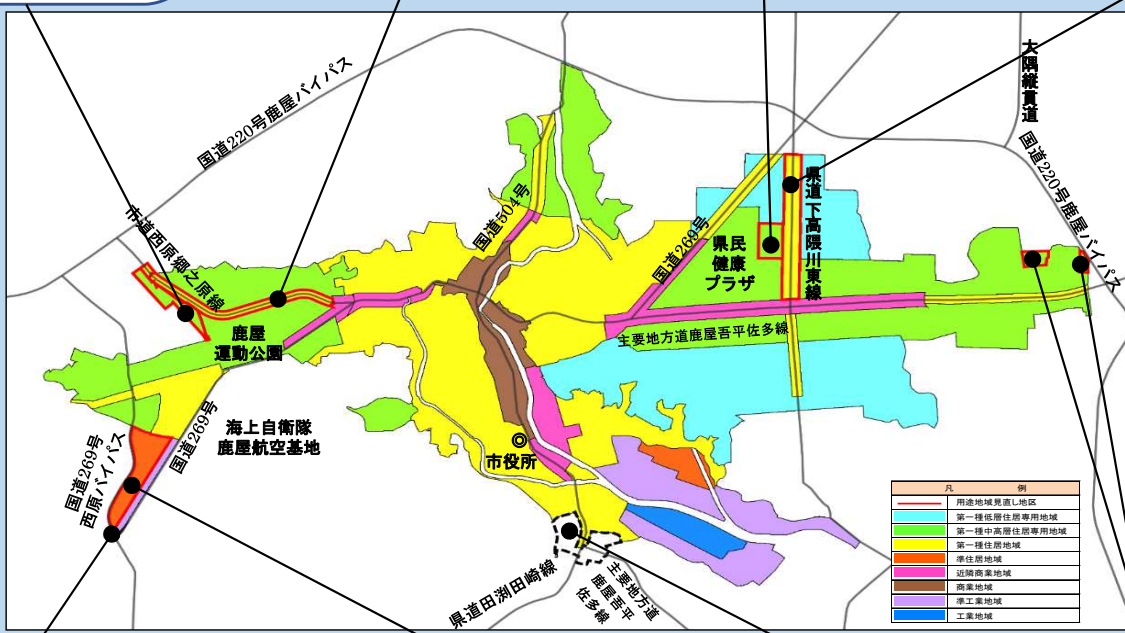 大隅縦貫道
国道220号鹿屋バイパス
国道220号鹿屋バイパス
国道504号
県道下高隈川東線
市道西原郷之原線
国道269号
県民
健康
プラザ
鹿屋
運動公園
主要地方道鹿屋吾平佐多線
海上自衛隊
鹿屋航空基地
国道269号
国道269号
西原バイパス
市役所
県道田渕田崎線
主要地方道
鹿屋吾平
佐多線
凡 例
用途地域見直し地区
第一種低層住居専用地域
第一種中高層住居専用地域
第一種住居地域
準住居地域
近隣商業地域
商業地域
準工業地域
工業地域